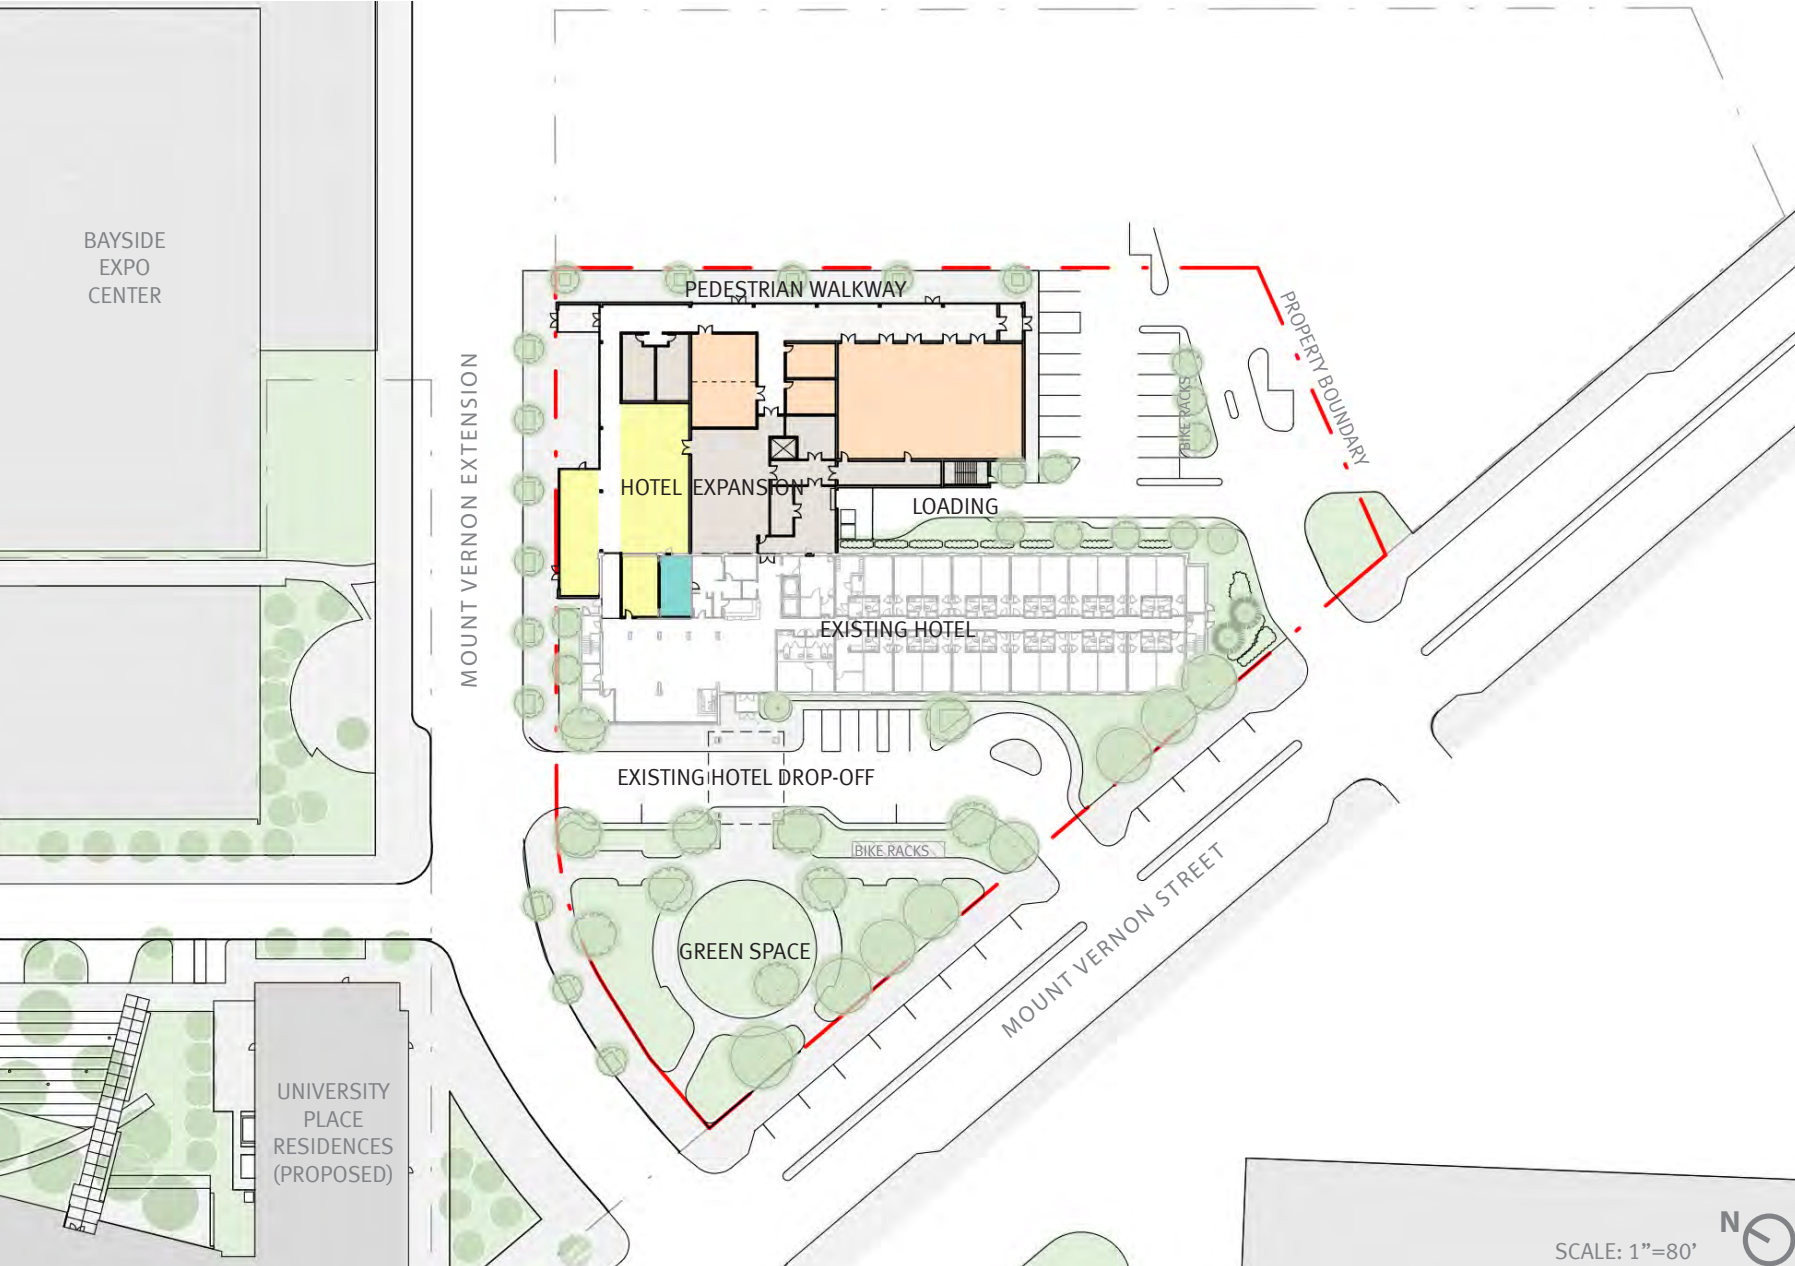 BAYSIDE
EXPO
CENTER
MOUNT VERNON EXTENSION
PEDESTRIAN WALKWAY
PROPERTY BOUNDARY
BIKE RACKS
HOTEL EXPANSION
LOADING
EXISTING HOTEL
EXISTING HOTEL DROP-OFF
BIKE RACKS
GREEN SPACE
MOUNT VERNON STREET
UNIVERSITY
PLACE
RESIDENCES
(PROPOSED)
N
SCALE: 1”=80’